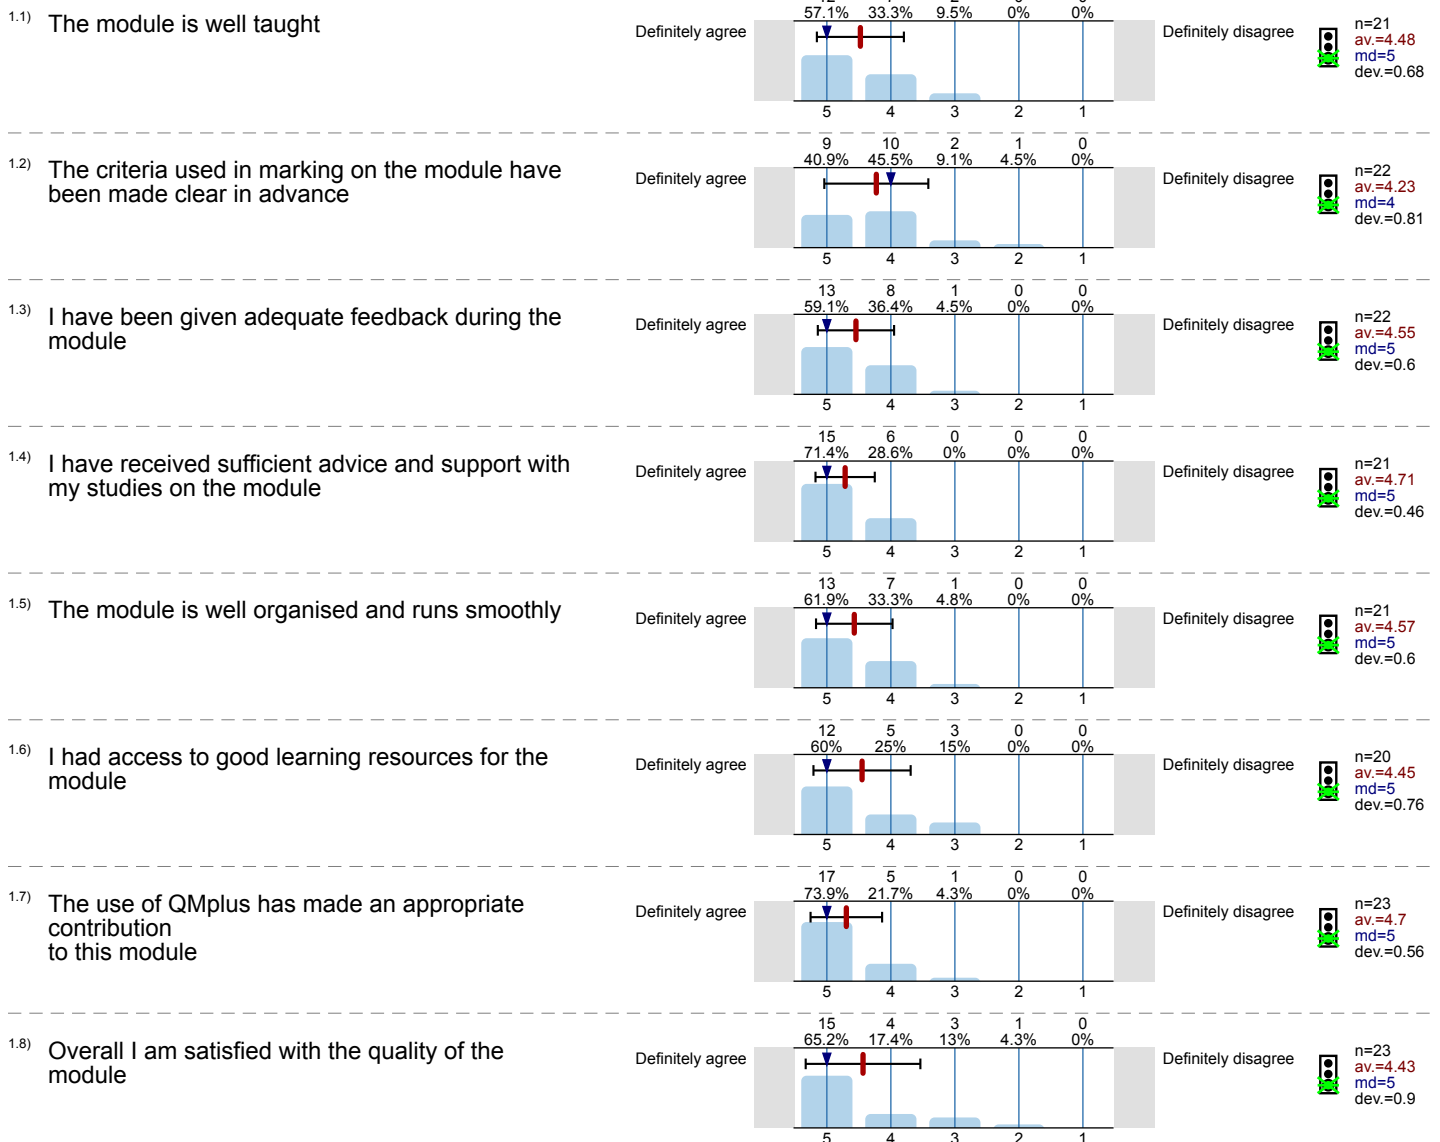 57.1% 33.3% 9.5% 0% 0%
1.1) The module is well taught
Definitely agree
Definitely disagree
n=21
av.=4.48
md=5
dev.=0.68
5 4 3 2 1
9 10 2 1 0
40.9% 45.5% 9.1% 4.5% 0%
1.2) The criteria used in marking on the module have
been made clear in advance
Definitely agree
Definitely disagree
n=22
av.=4.23
md=4
dev.=0.81
5 4 3 2 1
13 8 1 0 0
59.1% 36.4% 4.5% 0% 0%
1.3) I have been given adequate feedback during the
module
Definitely agree
Definitely disagree
n=22
av.=4.55
md=5
dev.=0.6
5 4 3 2 1
15 6 0 0 0
71.4% 28.6% 0% 0% 0%
1.4) I have received sufficient advice and support with
my studies on the module
Definitely agree
Definitely disagree
n=21
av.=4.71
md=5
dev.=0.46
5 4 3 2 1
13 7 1 0 0
61.9% 33.3% 4.8% 0% 0%
1.5) The module is well organised and runs smoothly
Definitely agree
Definitely disagree
n=21
av.=4.57
md=5
dev.=0.6
5 4 3 2 1
12 5 3 0 0
60% 25% 15% 0% 0%
1.6) I had access to good learning resources for the
module
Definitely agree
Definitely disagree
n=20
av.=4.45
md=5
dev.=0.76
5 4 3 2 1
17 5 1 0 0
73.9% 21.7% 4.3% 0% 0%
1.7) The use of QMplus has made an appropriate
contribution
to this module
Definitely agree
Definitely disagree
n=23
av.=4.7
md=5
dev.=0.56
5 4 3 2 1
15 4 3 1 0
65.2% 17.4% 13% 4.3% 0%
1.8) Overall I am satisfied with the quality of the
module
Definitely agree
Definitely disagree
n=23
av.=4.43
md=5
dev.=0.9
5 4 3 2 1